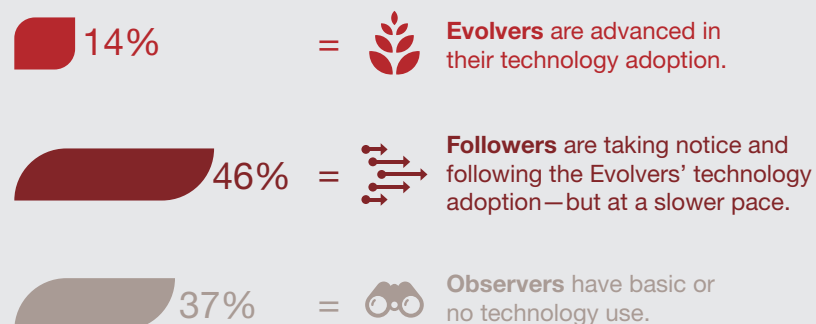 14% = Evolvers are advanced in
their technology adoption.
46% = Followers are taking notice and
following the Evolvers’ technology
adoption—but at a slower pace.
37% = Observers have basic or
no technology use.